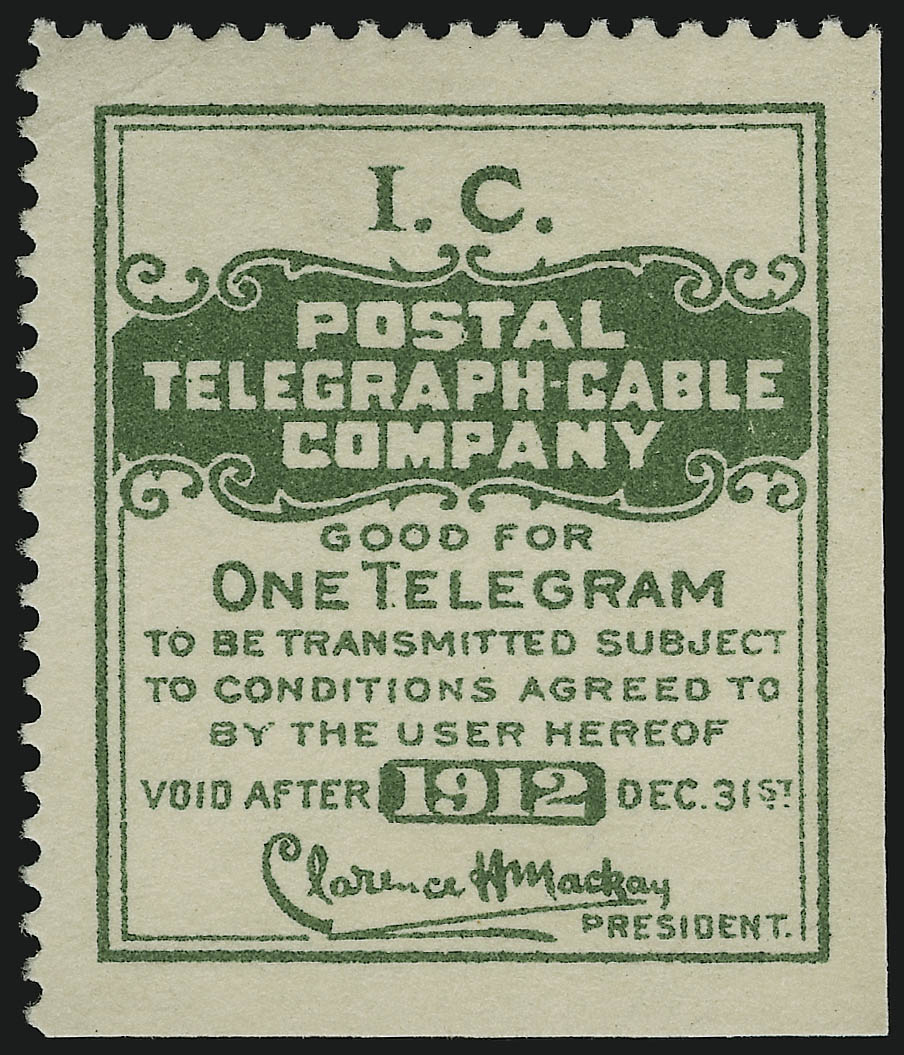 I. C.
POSTAL
TELEGRAPH-CABLE
COMPANY
GOOD FOR
ONE TELEGRAM
TO BE TRANSMITTED SUBJECT
TO CONDITIONS AGREED TO
BY THE USER HEREOF
VOID AFTER 1912 DEC. 31ST
Clarence H Mackay
PRESIDENT.